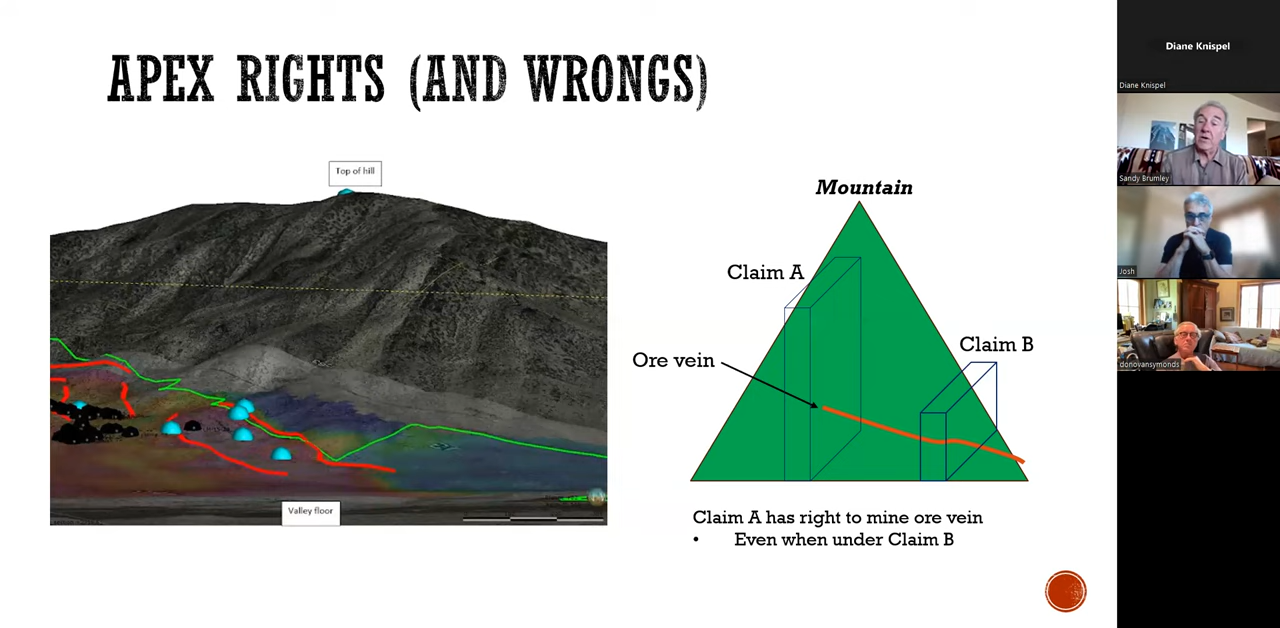 APEX RIGHTS (AND WRONGS)
Top of hill
Valley floor
Mountain
Claim A
Claim B
Ore vein
Claim A has right to mine ore vein
• Even when under Claim B
Diane Knispel
Diane Knispel
Sandy Brumley
Josh
donovansymonds